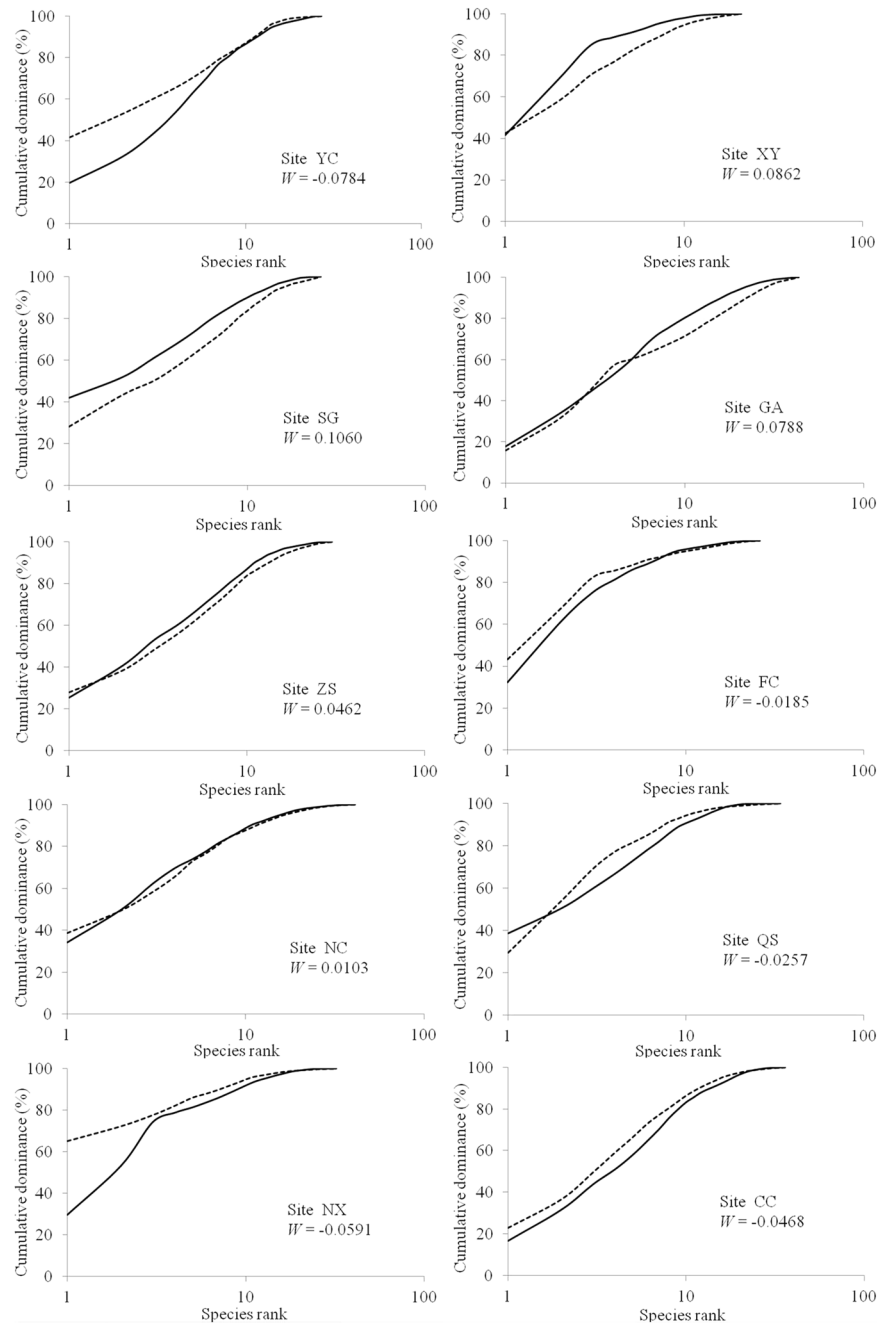 Cumulative dominance (%)
100
80
60
40
20
0
Site YC
W = -0.0784
1
10
100
Species rank
Cumulative dominance (%)
100
80
60
40
20
0
Site XY
W = 0.0862
1
10
100
Species rank
Cumulative dominance (%)
100
80
60
40
20
0
Site SG
W = 0.1060
1
10
100
Species rank
Cumulative dominance (%)
100
80
60
40
20
0
Site GA
W = 0.0788
1
10
100
Species rank
Cumulative dominance (%)
100
80
60
40
20
0
Site ZS
W = 0.0462
1
10
100
Species rank
Cumulative dominance (%)
100
80
60
40
20
0
Site FC
W = -0.0185
1
10
100
Species rank
Cumulative dominance (%)
100
80
60
40
20
0
Site NC
W = 0.0103
1
10
100
Species rank
Cumulative dominance (%)
100
80
60
40
20
0
Site QS
W = -0.0257
1
10
100
Species rank
Cumulative dominance (%)
100
80
60
40
20
0
Site NX
W = -0.0591
1
10
100
Species rank
Cumulative dominance (%)
100
80
60
40
20
0
Site CC
W = -0.0468
1
10
100
Species rank